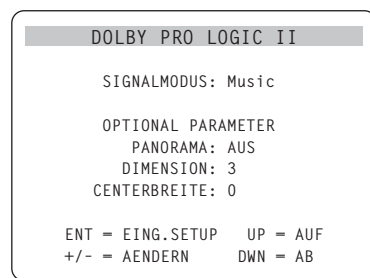 DOLBY PRO LOGIC II
SIGNALMODUS: Music
OPTIONAL PARAMETER
PANORAMA: AUS
DIMENSION: 3
CENTERBREITE: 0
ENT = EING.SETUP UP = AUF
+/- = AENDERN DWN = AB